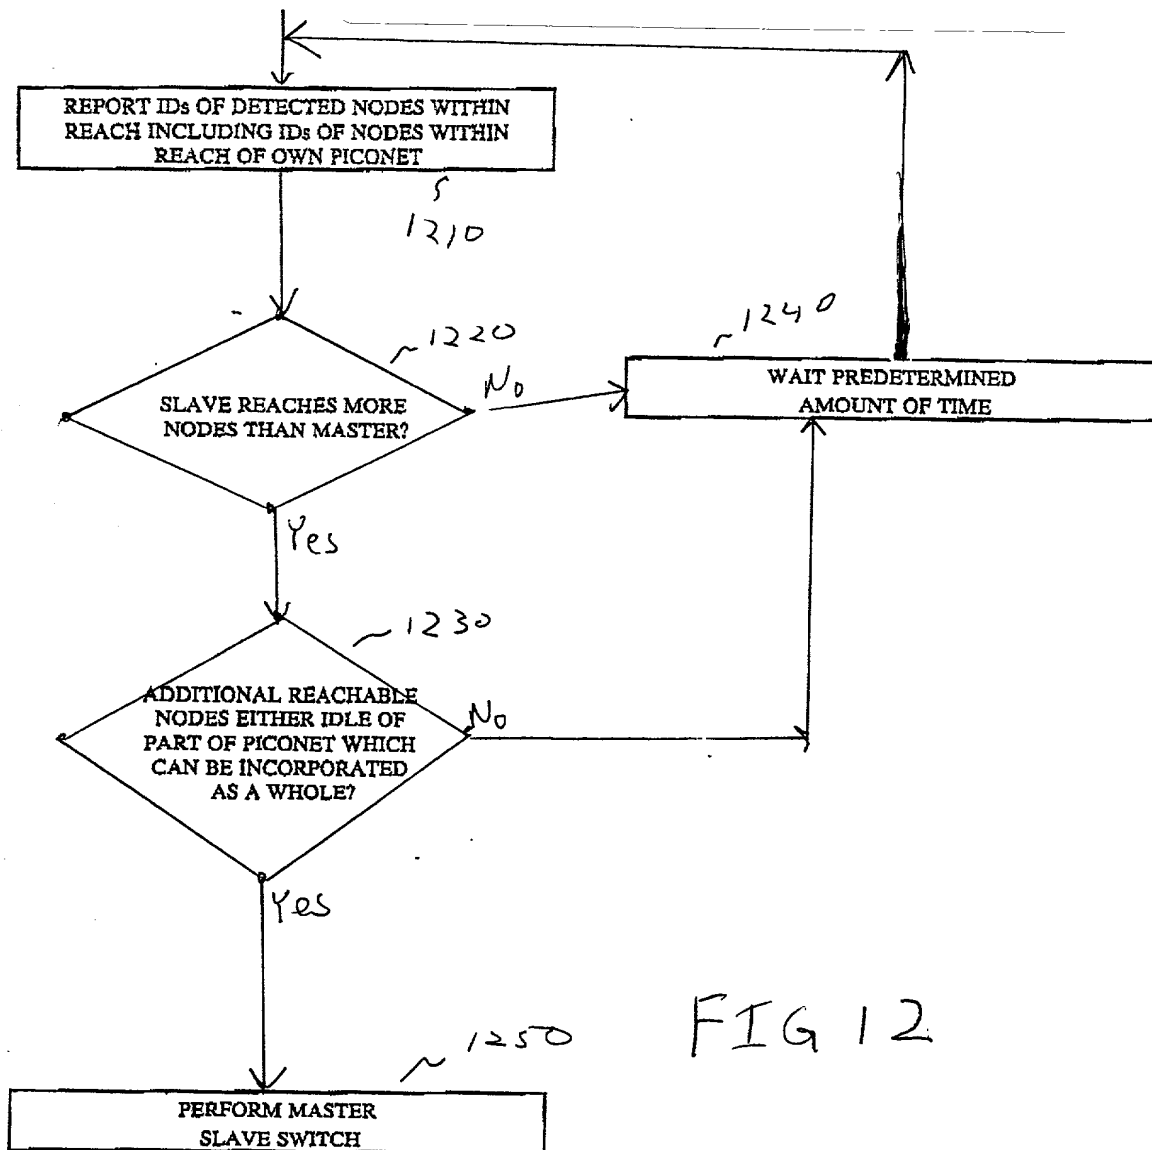 REPORT IDs OF DETECTED NODES WITHIN
REACH INCLUDING IDs OF NODES WITHIN
REACH OF OWN PICONET
1210
1220
SLAVE REACHES MORE
NODES THAN MASTER?
No
1240
WAIT PREDETERMINED
AMOUNT OF TIME
Yes
1230
ADDITIONAL REACHABLE
NODES EITHER IDLE OF
PART OF PICONET WHICH
CAN BE INCORPORATED
AS A WHOLE?
No
Yes
1250
PERFORM MASTER
SLAVE SWITCH
FIG 12